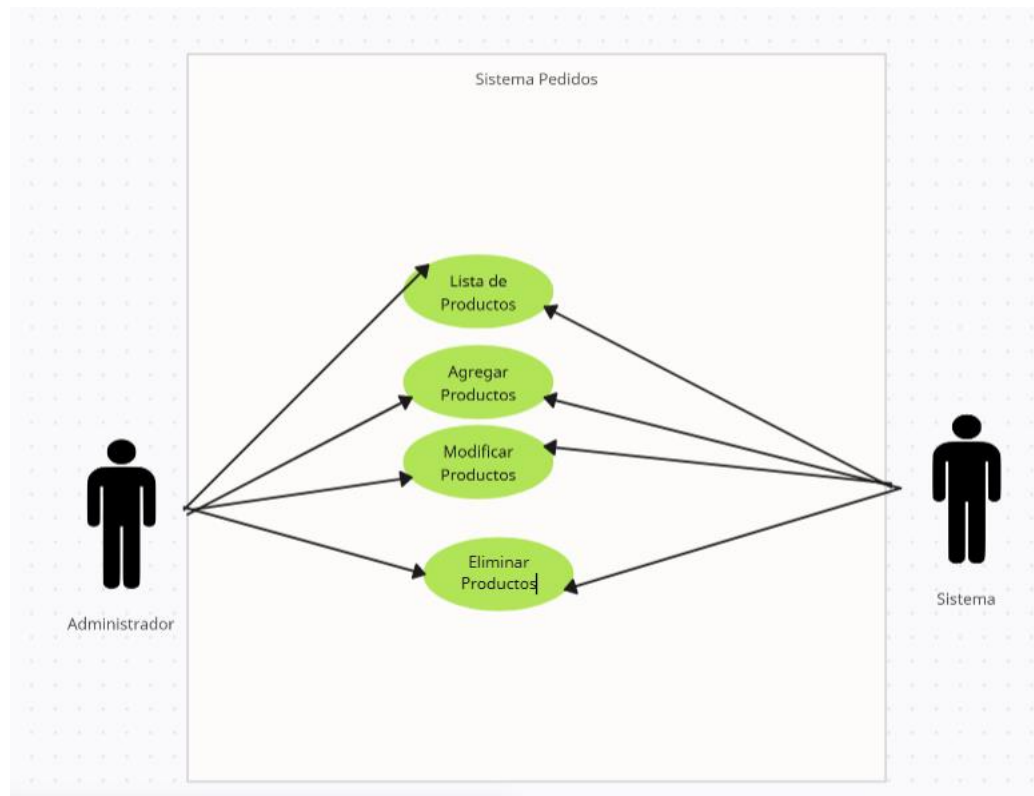 Sistema Pedidos
Lista de
Productos
Agregar
Productos
Modificar
Productos
Eliminar
Productos
Administrador
Sistema